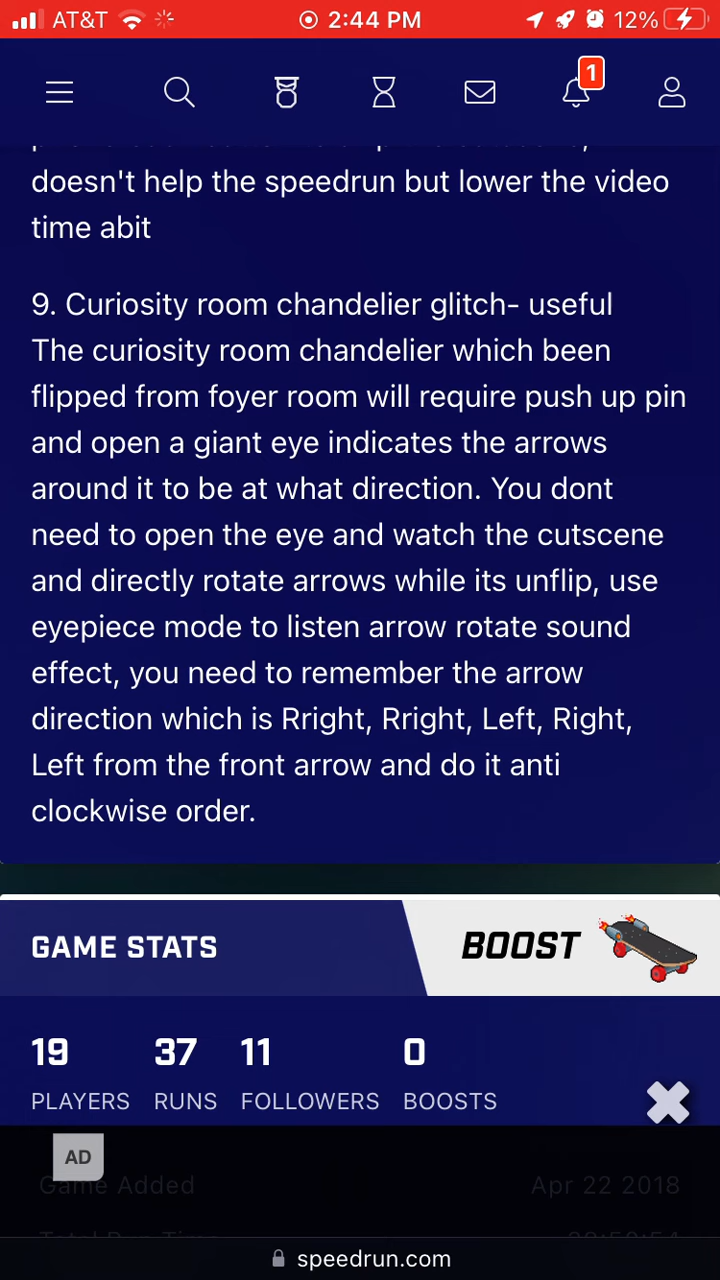 AT&T
2:44 PM
12%
1
doesn't help the speedrun but lower the video
time abit
9. Curiosity room chandelier glitch- useful
The curiosity room chandelier which been
flipped from foyer room will require push up pin
and open a giant eye indicates the arrows
around it to be at what direction. You dont
need to open the eye and watch the cutscene
and directly rotate arrows while its unflip, use
eyepiece mode to listen arrow rotate sound
effect, you need to remember the arrow
direction which is Rright, Rright, Left, Right,
Left from the front arrow and do it anti
clockwise order.
GAME STATS
BOOST
19 37 11 0
PLAYERS RUNS FOLLOWERS BOOSTS
AD
Game Added Apr 22 2018
speedrun.com